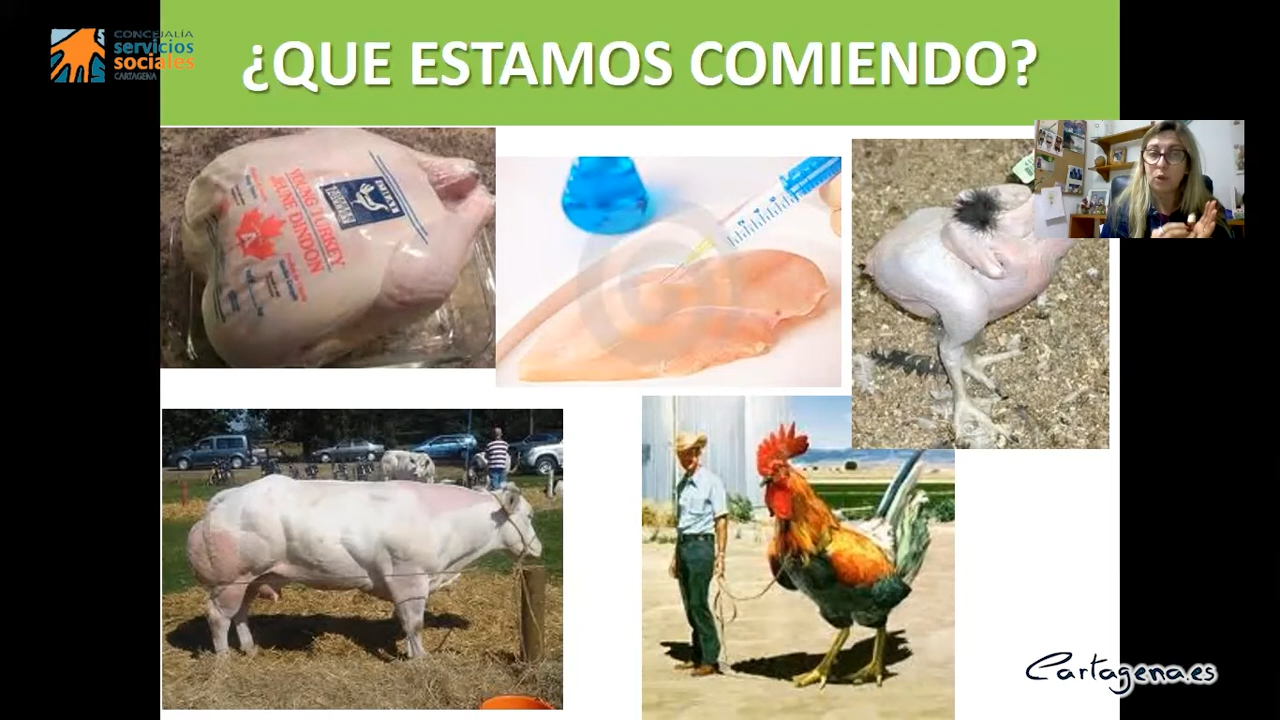 CONCEJALÍA
servicios
sociales
CARTAGENA
¿QUE ESTAMOS COMIENDO?
YOUNG TURKEY
JEUNE DINDON
A
Cartagena.es